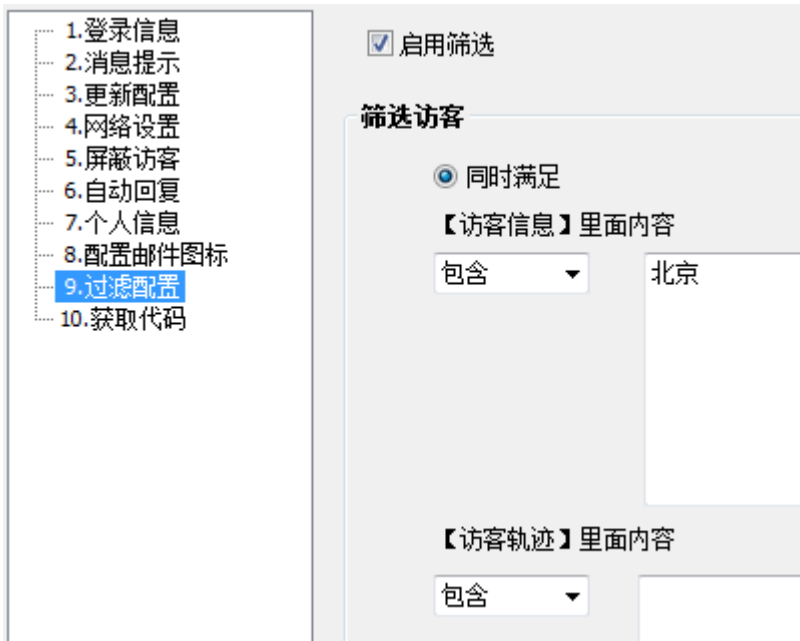 1.登录信息
2.消息提示
3.更新配置
4.网络设置
5.屏蔽访客
6.自动回复
7.个人信息
8.配置邮件图标
9.过滤配置
10.获取代码
启用筛选
筛选访客
同时满足
【访客信息】里面内容
包含
北京
【访客轨迹】里面内容
包含